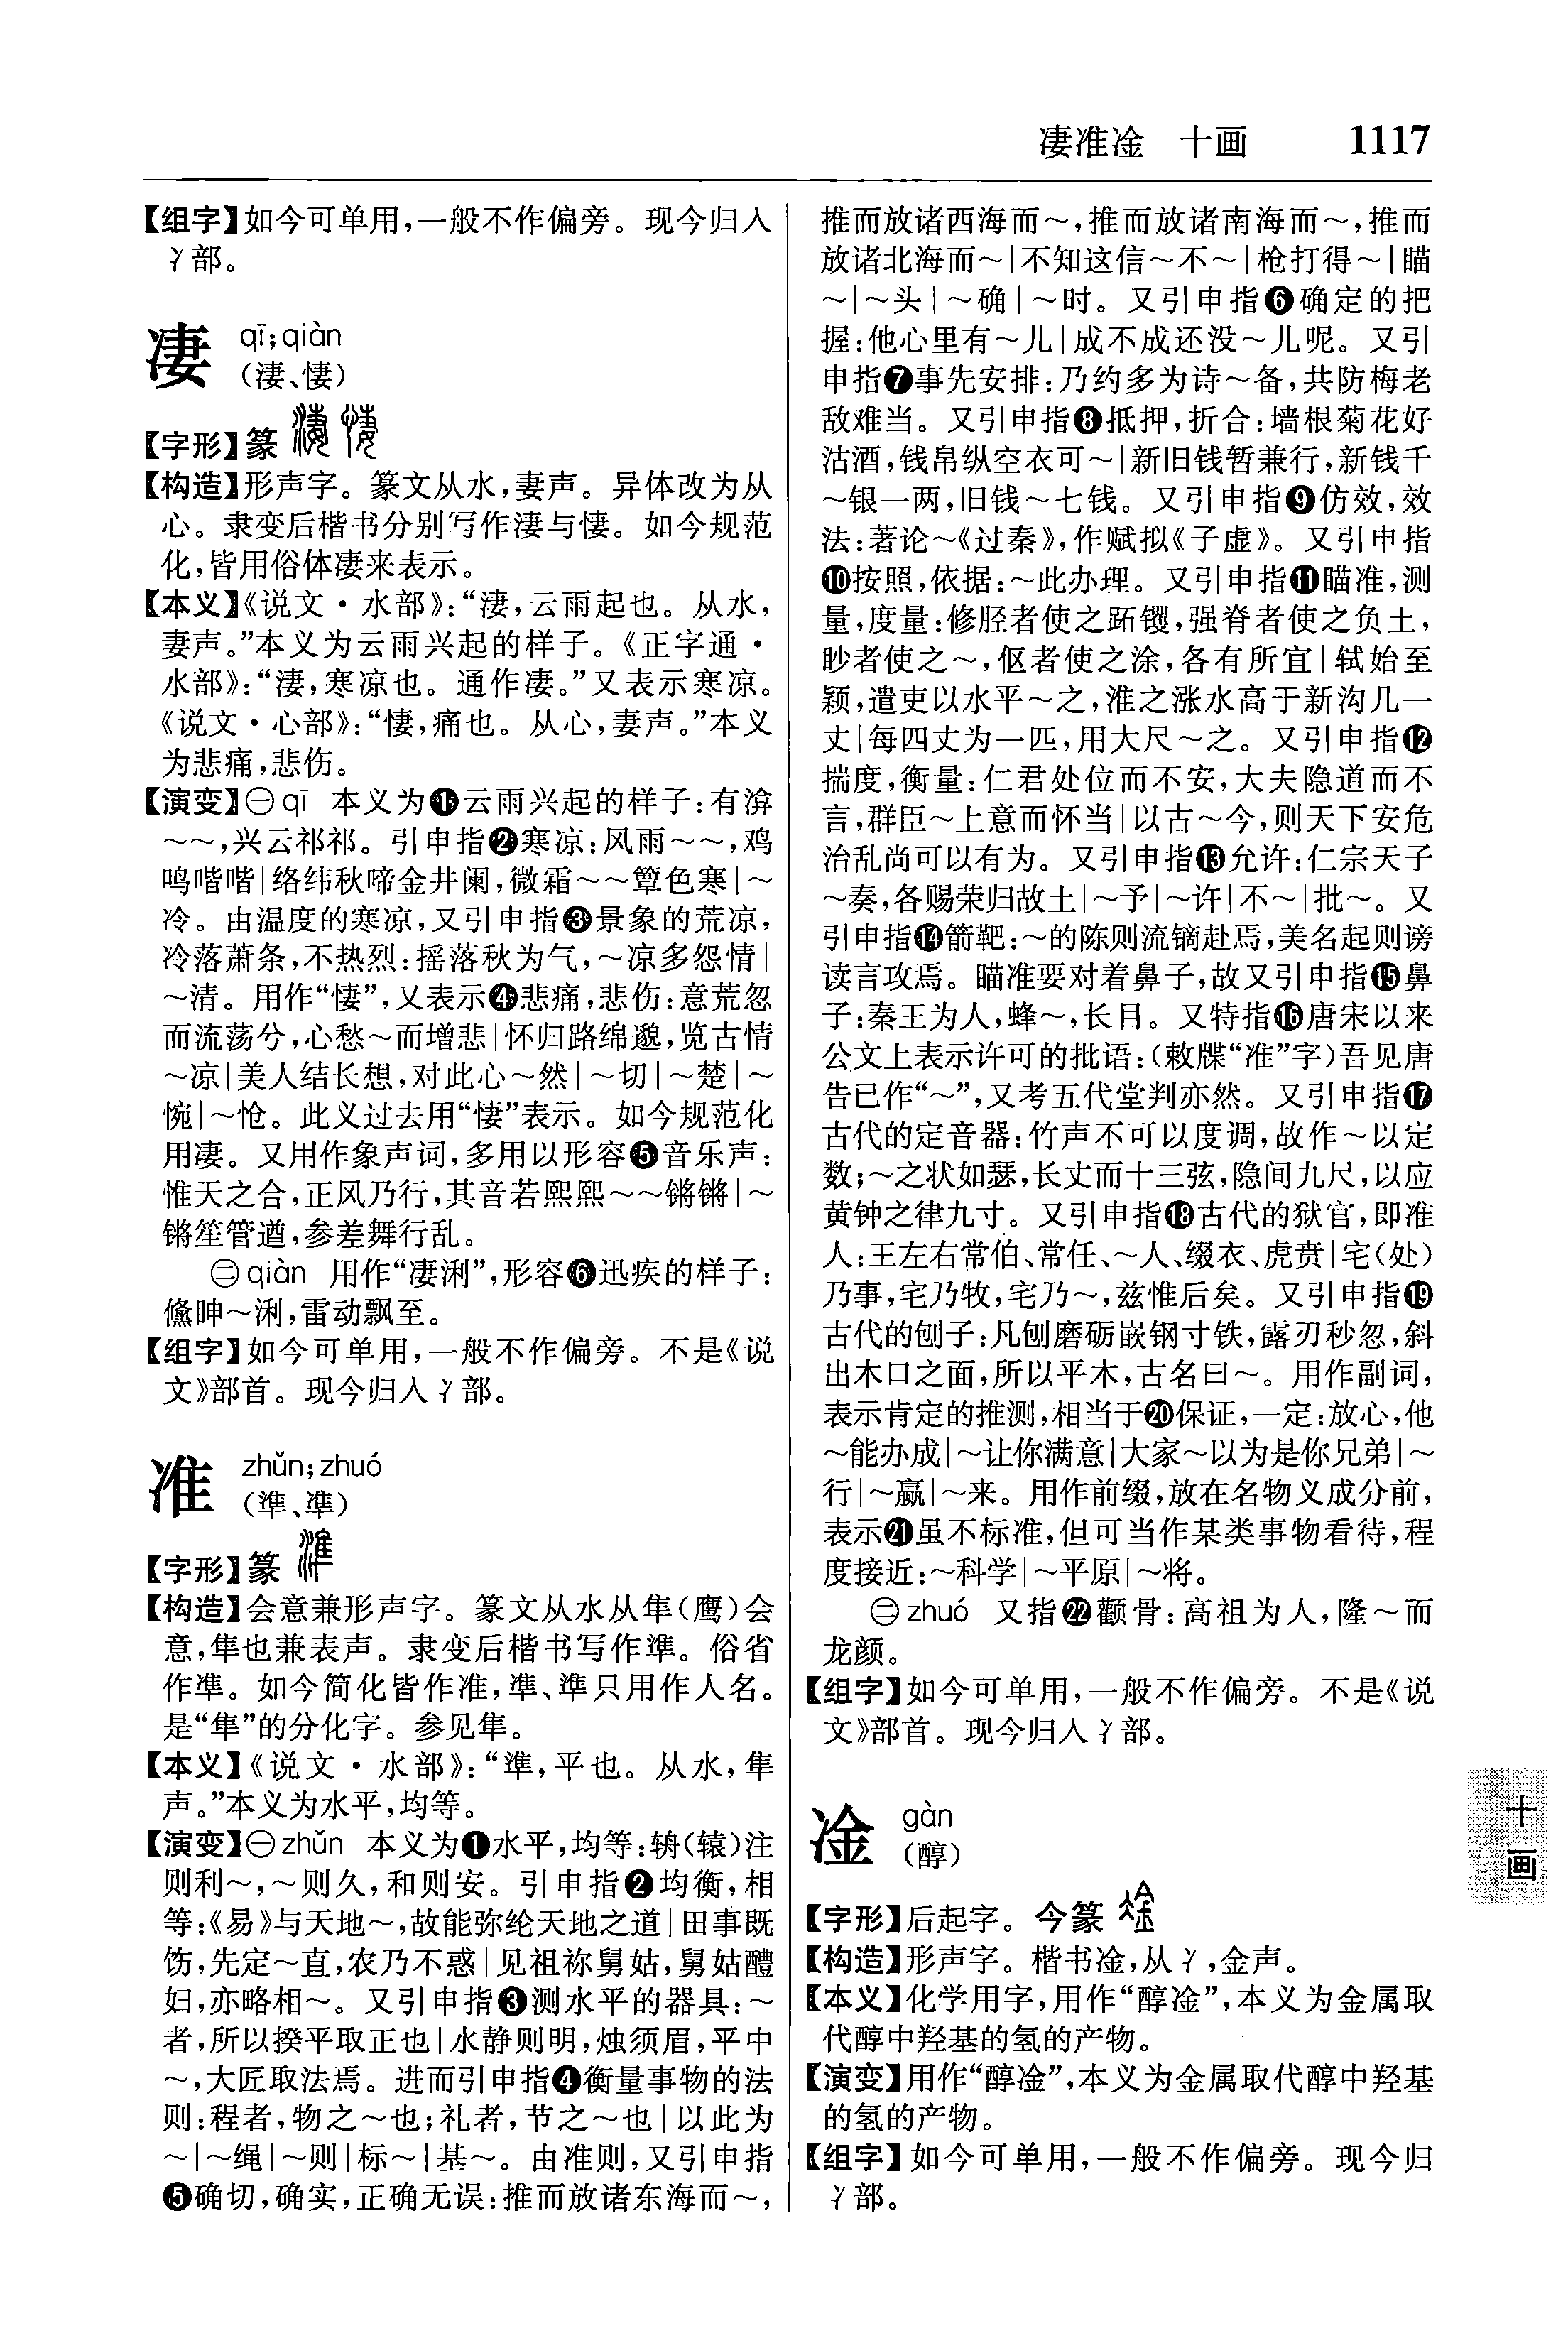 凄准凎 十画 1117
【组字】如今可单用,一般不作偏旁。现今归入
冫部。
凄 qī;qiàn
(淒、悽)
【字形】篆
【构造】形声字。篆文从水,妻声。异体改为从
心。隶变后楷书分别写作淒与悽。如今规范
化,皆用俗体凄来表示。
【本义】《说文·水部》:“淒,云雨起也。从水,
妻声。”本义为云雨兴起的样子。《正字通·
水部》:“淒,寒凉也。通作凄。”又表示寒凉。
《说文·心部》:“悽,痛也。从心,妻声。”本义
为悲痛,悲伤。
【演变】㊀qī 本义为❶云雨兴起的样子:有渰
~~,兴云祁祁。引申指❷寒凉:风雨~~,鸡
鸣喈喈|络纬秋啼金井阑,微霜~~簟色寒|~
冷。由温度的寒凉,又引申指❸景象的荒凉,
冷落萧条,不热烈:摇落秋为气,~凉多怨情|
~清。用作“悽”,又表示❹悲痛,悲伤:意荒忽
而流荡兮,心愁~而增悲|怀归路绵邈,览古情
~凉|美人结长想,对此心~然|~切|~楚|~
惋|~怆。此义过去用“悽”表示。如今规范化
用凄。又用作象声词,多用以形容❺音乐声:
惟天之合,正风乃行,其音若熙熙~~锵锵|~
锵笙管遒,参差舞行乱。
㊁qiàn 用作“凄浰”,形容❻迅疾的样子:
儵眒~浰,雷动飘至。
【组字】如今可单用,一般不作偏旁。不是《说
文》部首。现今归入冫部。
准 zhǔn;zhuó
(準、凖)
【字形】篆
【构造】会意兼形声字。篆文从水从隼(鹰)会
意,隼也兼表声。隶变后楷书写作準。俗省
作凖。如今简化皆作准,凖、準只用作人名。
是“隼”的分化字。参见隼。
【本义】《说文·水部》:“準,平也。从水,隼
声。”本义为水平,均等。
【演变】㊀zhǔn 本义为❶水平,均等:辀(辕)注
则利~,~则久,和则安。引申指❷均衡,相
等:《易》与天地~,故能弥纶天地之道|田事既
饬,先定~直,农乃不惑|见祖祢舅姑,舅姑醴
妇,亦略相~。又引申指❸测水平的器具:~
者,所以揆平取正也|水静则明,烛须眉,平中
~,大匠取法焉。进而引申指❹衡量事物的法
则:程者,物之~也;礼者,节之~也|以此为
~|~绳|~则|标~|基~。由准则,又引申指
❺确切,确实,正确无误:推而放诸东海而~,
推而放诸西海而~,推而放诸南海而~,推而
放诸北海而~|不知这信~不~|枪打得~|瞄
~|~头|~确|~时。又引申指❻确定的把
握:他心里有~儿|成不成还没~儿呢。又引
申指❼事先安排:乃约多为诗~备,共防梅老
敌难当。又引申指❽抵押,折合:墙根菊花好
沽酒,钱帛纵空衣可~|新旧钱暂兼行,新钱千
~银一两,旧钱~七钱。又引申指❾仿效,效
法:著论~《过秦》,作赋拟《子虚》。又引申指
❿按照,依据:~此办理。又引申指⓫瞄准,测
量,度量:修胫者使之跖䦆,强脊者使之负土,
眇者使之~,伛者使之涂,各有所宜|轼始至
颍,遣吏以水平~之,淮之涨水高于新沟几一
丈|每四丈为一匹,用大尺~之。又引申指⓬
揣度,衡量:仁君处位而不安,大夫隐道而不
言,群臣~上意而怀当|以古~今,则天下安危
治乱尚可以有为。又引申指⓭允许:仁宗天子
~奏,各赐荣归故土|~予|~许|不~|批~。又
引申指⓮箭靶:~的陈则流镝赴焉,美名起则谤
讟言攻焉。瞄准要对着鼻子,故又引申指⓯鼻
子:秦王为人,蜂~,长目。又特指⓰唐宋以来
公文上表示许可的批语:(敕牒“准”字)吾见唐
告已作“~”,又考五代堂判亦然。又引申指⓱
古代的定音器:竹声不可以度调,故作~以定
数;~之状如瑟,长丈而十三弦,隐间九尺,以应
黄钟之律九寸。又引申指⓲古代的狱官,即准
人:王左右常伯、常任、~人、缀衣、虎贲|宅(处)
乃事,宅乃牧,宅乃~,兹惟后矣。又引申指⓳
古代的刨子:凡刨磨砺嵌钢寸铁,露刃秒忽,斜
出木口之面,所以平木,古名曰~。用作副词,
表示肯定的推测,相当于⓴保证,一定:放心,他
~能办成|~让你满意|大家~以为是你兄弟|~
行|~赢|~来。用作前缀,放在名物义成分前,
表示㉑虽不标准,但可当作某类事物看待,程
度接近:~科学|~平原|~将。
㊁zhuó 又指㉒颧骨:高祖为人,隆~而
龙颜。
【组字】如今可单用,一般不作偏旁。不是《说
文》部首。现今归入冫部。
凎 gàn
(醇)
【字形】后起字。今篆
【构造】形声字。楷书凎,从冫,金声。
【本义】化学用字,用作“醇凎”,本义为金属取
代醇中羟基的氢的产物。
【演变】用作“醇凎”,本义为金属取代醇中羟基
的氢的产物。
【组字】如今可单用,一般不作偏旁。现今归
冫部。
十画